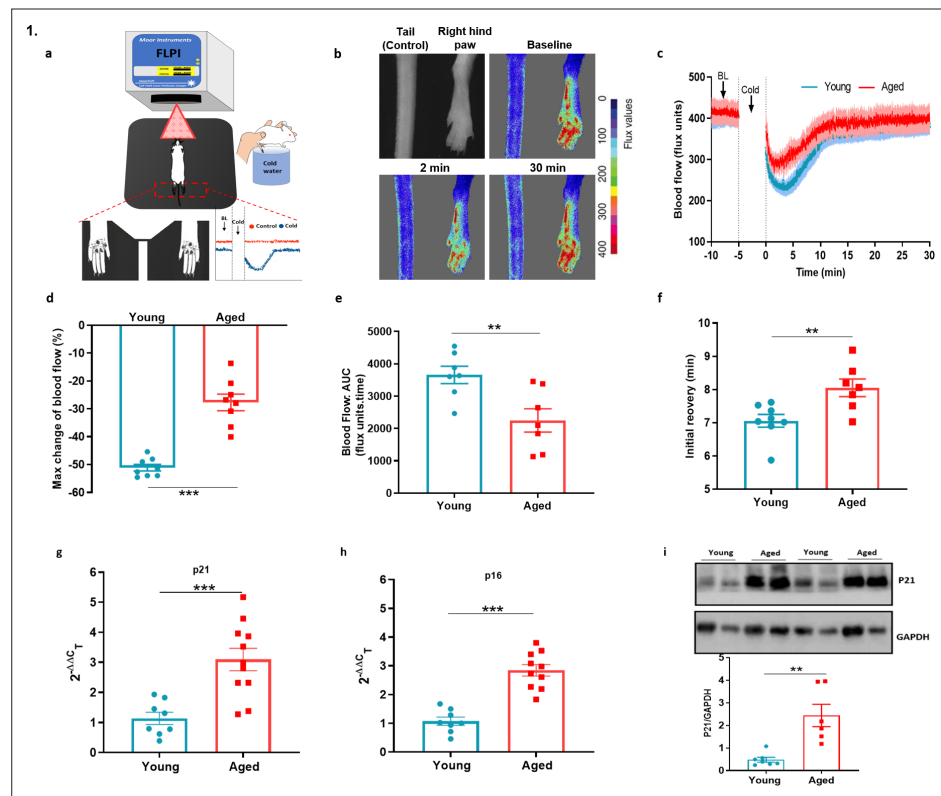 1.
a
Moor Instruments
FLPI
Cold
water
BL
Cold
Control
Cold
b
Tail
(Control)
Right hind
paw
Baseline
2 min
30 min
0
100
200
300
400
Flux values
c
BL
Cold
Young
Aged
Blood flow (flux units)
500
400
300
200
100
0
-10
-5
0
5
10
15
20
25
30
Time (min)
d
Young
Aged
Max change of blood flow (%)
-10
-20
-30
-40
-50
-60
***
e
Blood Flow: AUC
(flux units.time)
5000
4000
3000
2000
1000
0
**
Young
Aged
f
Initial reovery (min)
10
9
8
7
6
5
**
Young
Aged
g
p21
2^-ΔΔC_T
6
5
4
3
2
1
0
***
Young
Aged
h
p16
2^-ΔΔC_T
6
5
4
3
2
1
0
***
Young
Aged
i
Young
Aged
Young
Aged
P21
GAPDH
P21/GAPDH
5
4
3
2
1
0
**
Young
Aged